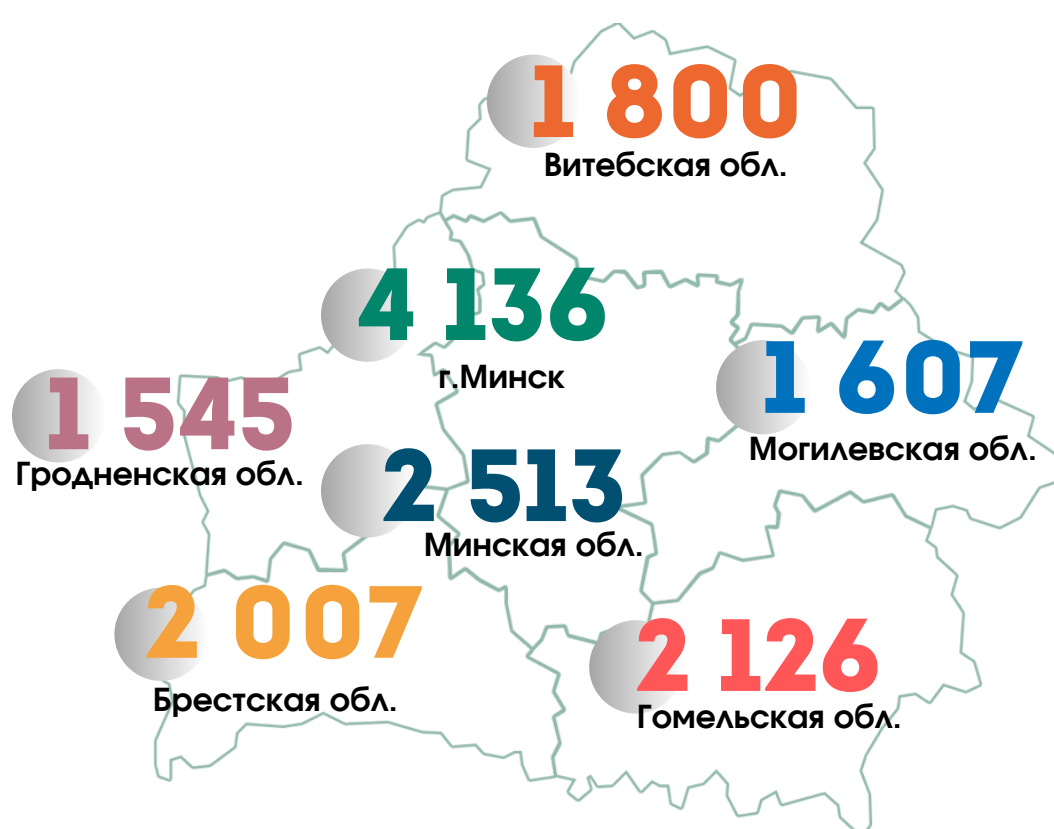 1 800
Витебская обл.
4 136
г.Минск
1 607
Могилевская обл.
1 545
Гродненская обл.
2 513
Минская обл.
2 007
Брестская обл.
2 126
Гомельская обл.